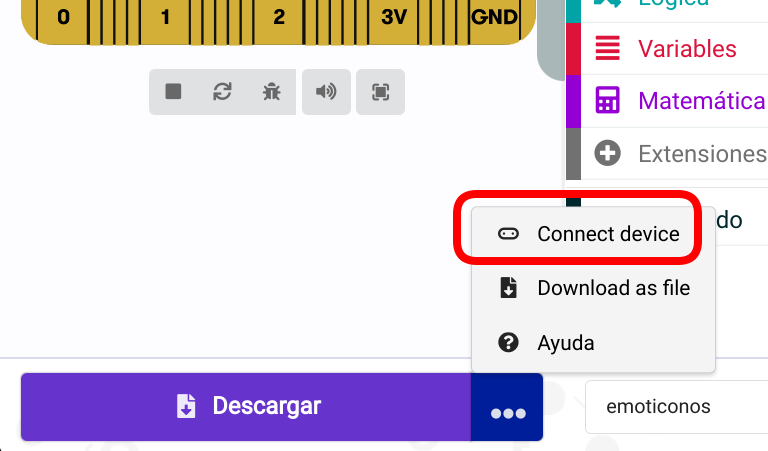 0 1 2 3V GND
Lógica
Variables
Matemática
Extensiones
do
Connect device
Download as file
Ayuda
Descargar
emoticonos